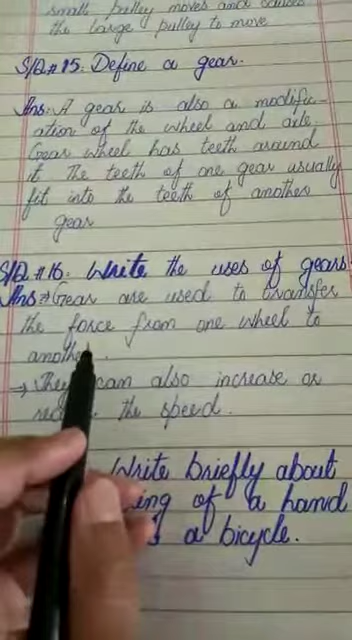 small pulley moves and causes
the large pulley to move
S/Q#15. Define a gear.
Ans:- A gear is also a modific-
ation of the wheel and axle.
Gear wheel has teeth around
it. The teeth of one gear usually
fit into the teeth of another
gear
S/Q#16. Write the uses of gears.
Ans→ Gear are used to transfer
the force from one wheel to
→ They can also increase or
the speed.
Write briefly about
of a hand
a bicycle.